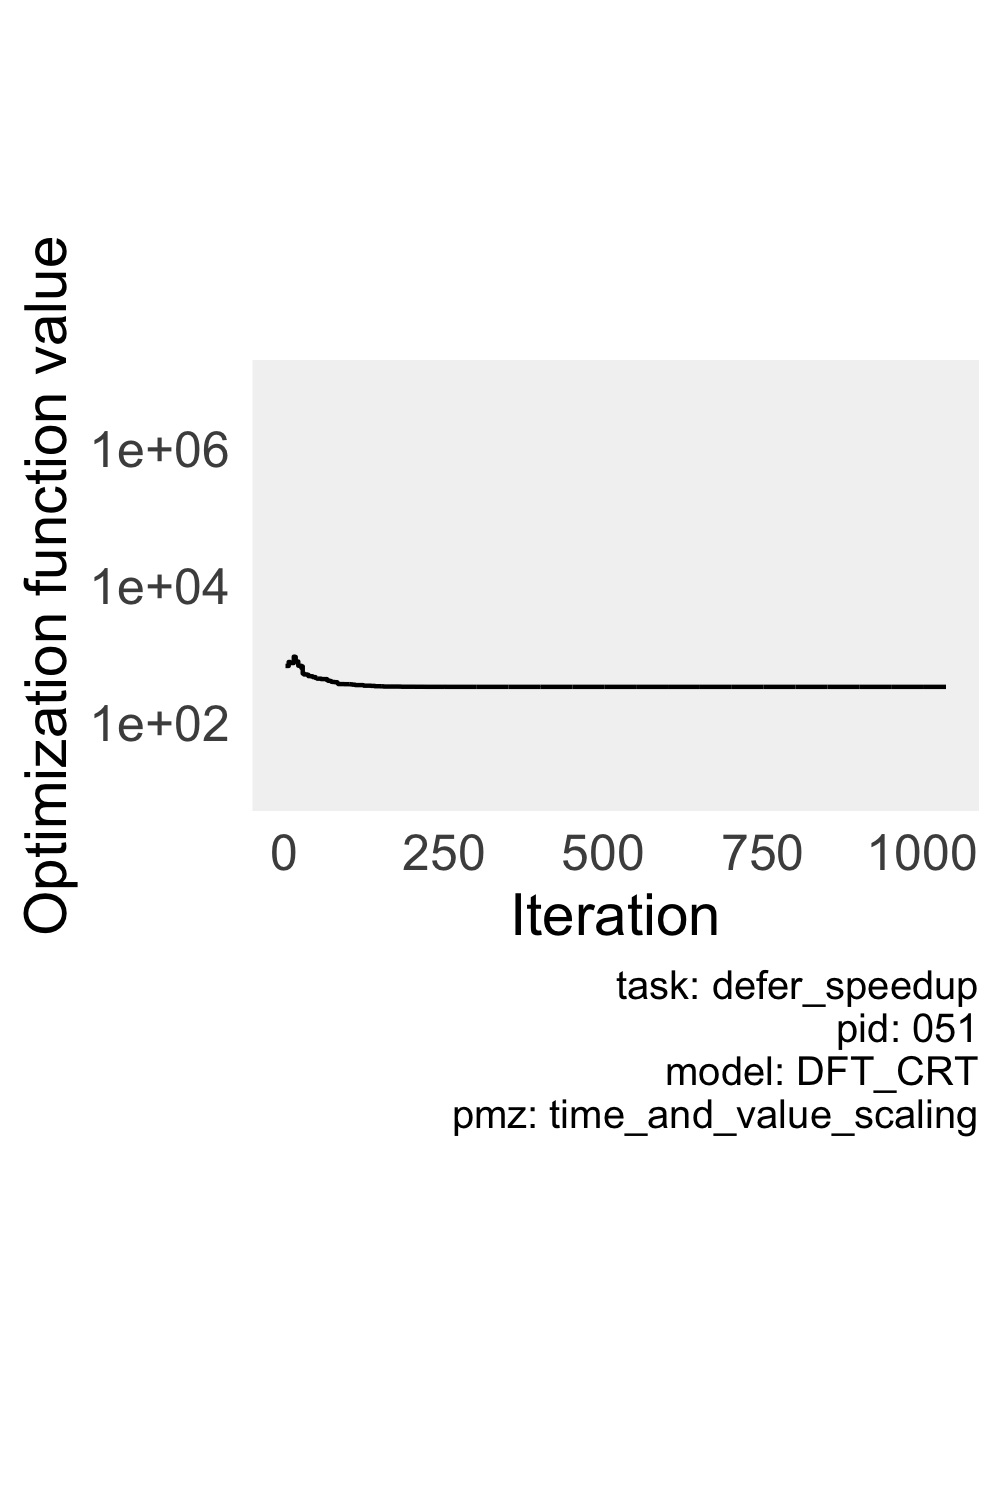 Optimization function value
1e+06
1e+04
1e+02
0 250 500 750 1000
Iteration
task: defer_speedup
pid: 051
model: DFT_CRT
pmz: time_and_value_scaling